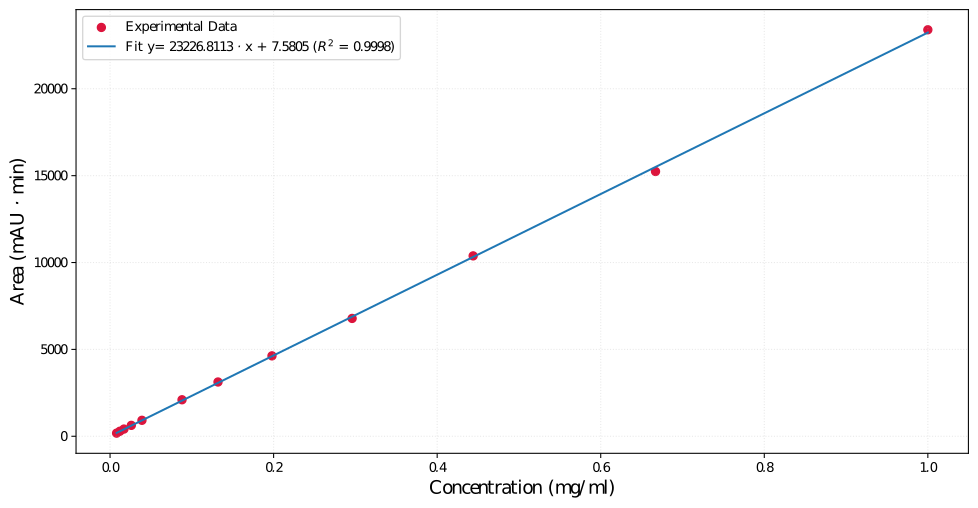 Experimental Data
Fit y= 23226.8113 · x + 7.5805 (R² = 0.9998)
20000
15000
10000
5000
0
Area (mAU · min)
0.0 0.2 0.4 0.6 0.8 1.0
Concentration (mg/ml)